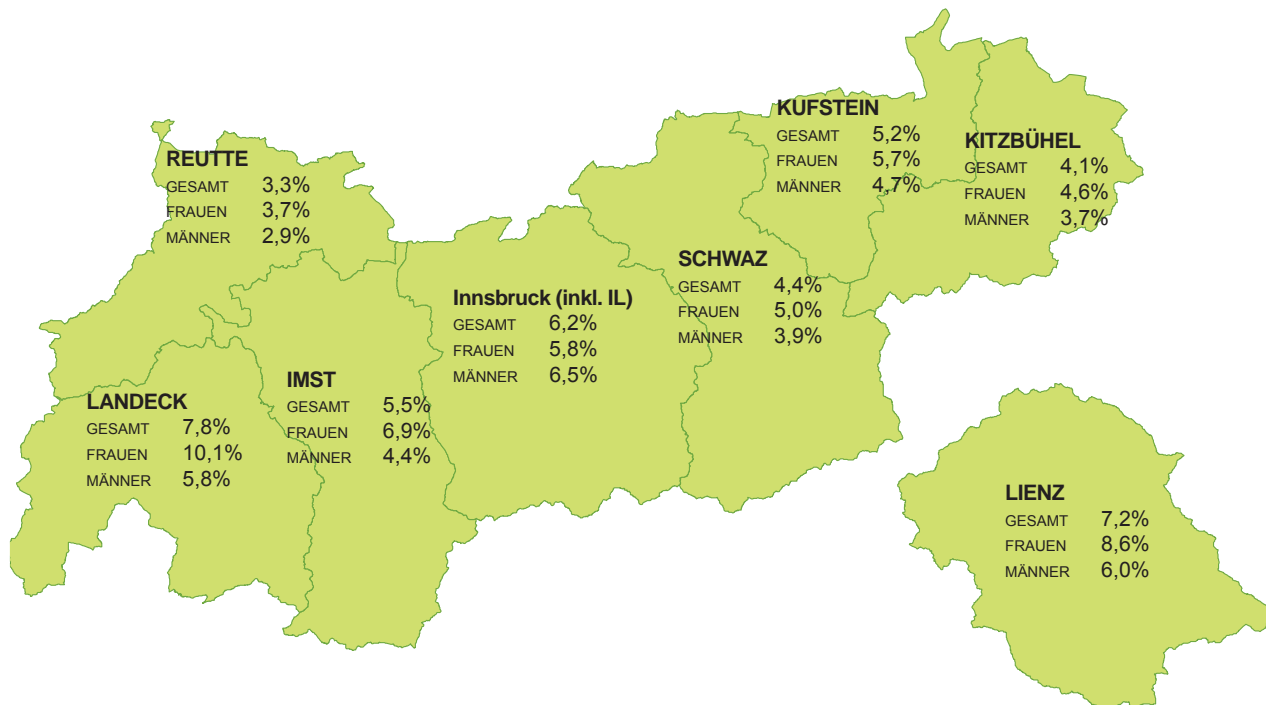 REUTTE
GESAMT 3,3%
FRAUEN 3,7%
MÄNNER 2,9%
LANDECK
GESAMT 7,8%
FRAUEN 10,1%
MÄNNER 5,8%
IMST
GESAMT 5,5%
FRAUEN 6,9%
MÄNNER 4,4%
Innsbruck (inkl. IL)
GESAMT 6,2%
FRAUEN 5,8%
MÄNNER 6,5%
SCHWAZ
GESAMT 4,4%
FRAUEN 5,0%
MÄNNER 3,9%
KUFSTEIN
GESAMT 5,2%
FRAUEN 5,7%
MÄNNER 4,7%
KITZBÜHEL
GESAMT 4,1%
FRAUEN 4,6%
MÄNNER 3,7%
LIENZ
GESAMT 7,2%
FRAUEN 8,6%
MÄNNER 6,0%